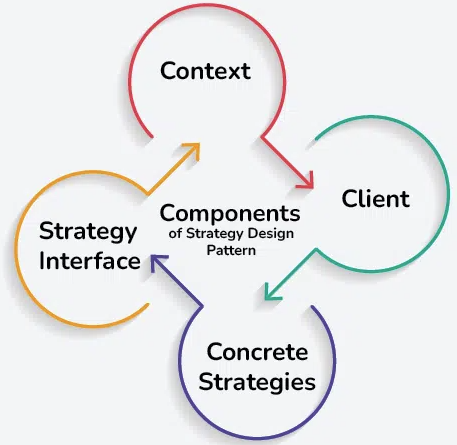 Context
Client
Components
of Strategy Design
Pattern
Strategy
Interface
Concrete
Strategies